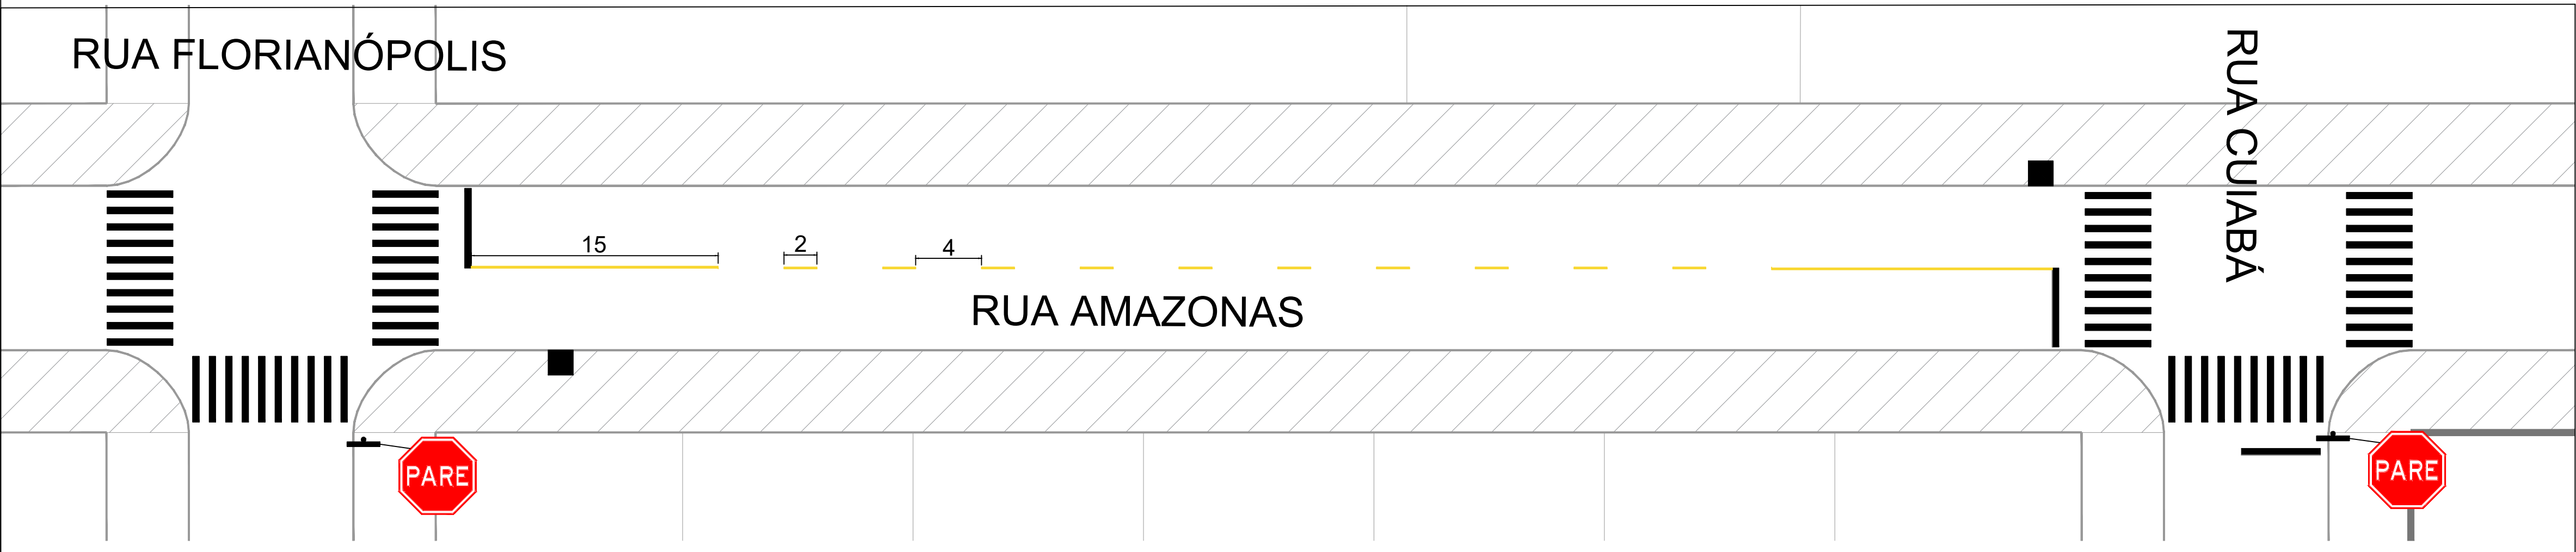 RUA FLORIANÓPOLIS
RUA CUIABÁ
15
2
4
RUA AMAZONAS
PARE
PARE